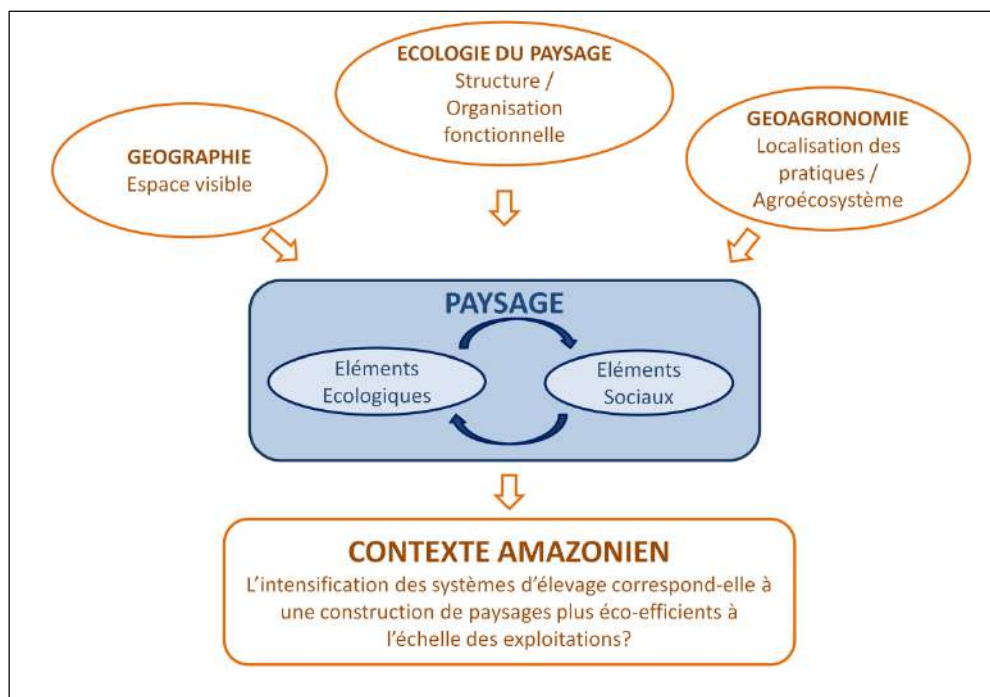 GEOGRAPHIE
Espace visible
ECOLOGIE DU PAYSAGE
Structure /
Organisation
fonctionnelle
GEOAGRONOMIE
Localisation des
pratiques /
Agroécosystème
PAYSAGE
Eléments
Ecologiques
Eléments
Sociaux
CONTEXTE AMAZONIEN
L'intensification des systèmes d'élevage correspond-elle à
une construction de paysages plus éco-efficients à
l'échelle des exploitations?